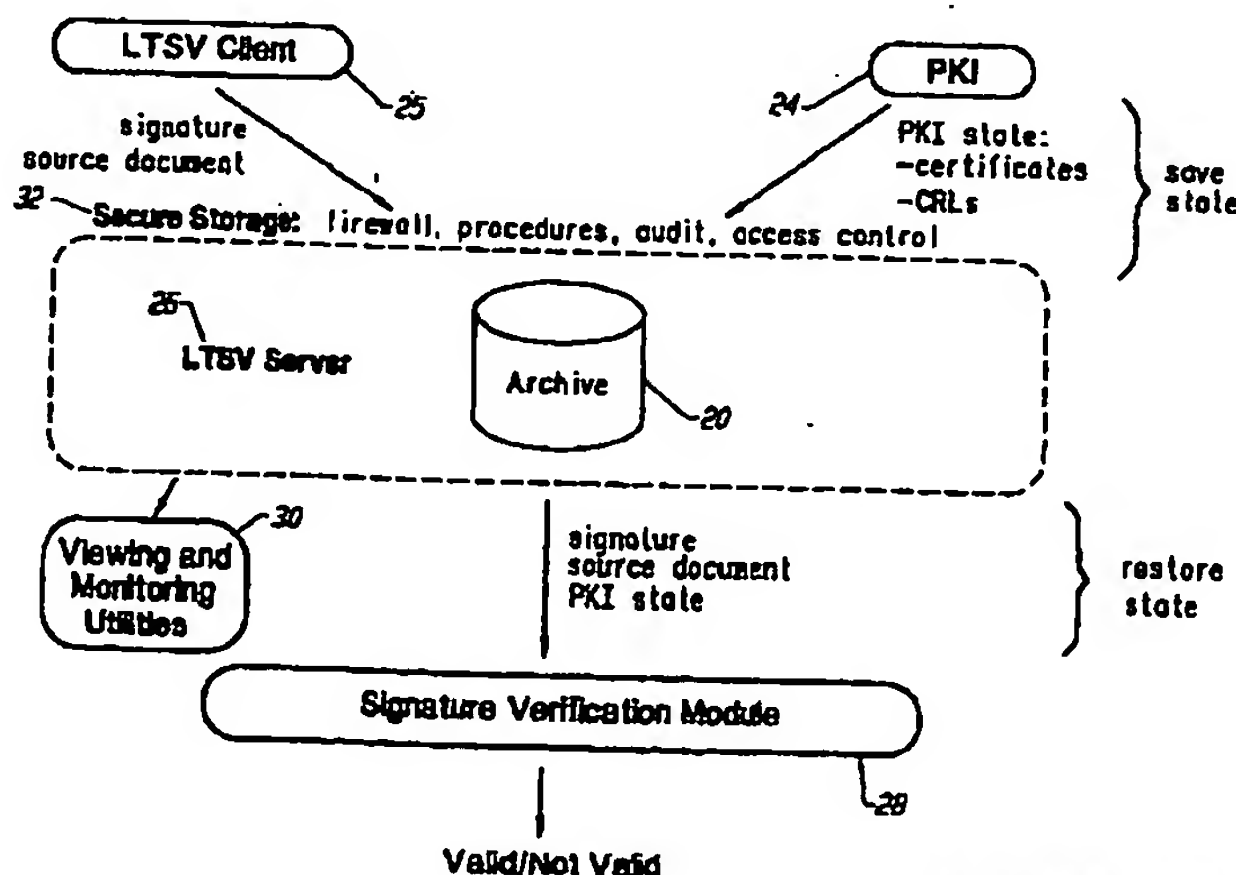 LTSV Client
PKI
25
24
signature
source document
PKI state:
-certificates
-CRLs
save
state
32
Secure Storage: firewall, procedures, audit, access control
26
LTSV Server
Archive
20
30
Viewing and
Monitoring
Utilities
signature
source document
PKI state
restore
state
Signature Verification Module
28
Valid/Not Valid